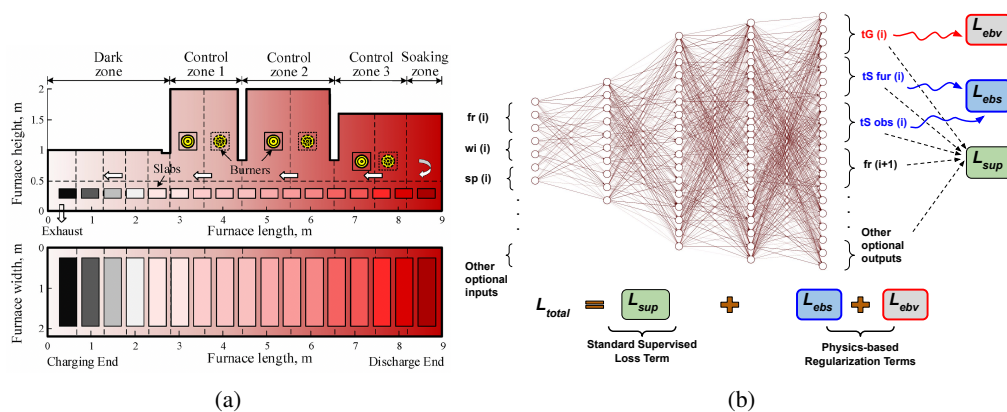 Dark zone
Control zone 1
Control zone 2
Control zone 3
Soaking zone
Furnace height, m
2
1.5
1
0.5
0
Slabs
Burners
0 1 2 3 4 5 6 7 8 9
Exhaust
Furnace length, m
Furnace width, m
0
1
2
0 1 2 3 4 5 6 7 8 9
Furnace length, m
Charging End
Discharge End
(a)
fr (i)
wi (i)
sp (i)
Other optional inputs
tG (i)
tS fur (i)
tS obs (i)
fr (i+1)
Other optional outputs
L_ebv
L_ebs
L_sup
L_total = L_sup + L_ebs + L_ebv
Standard Supervised Loss Term
Physics-based Regularization Terms
(b)